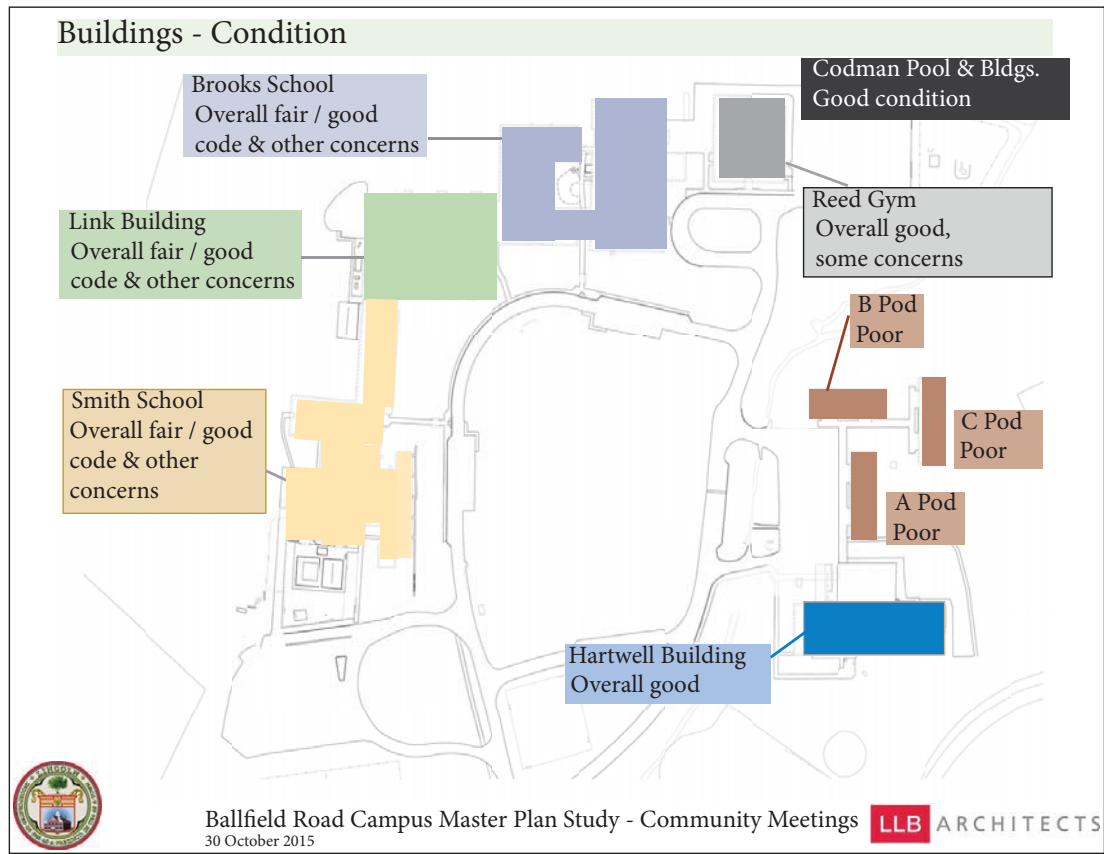 Buildings - Condition
Brooks School
Overall fair / good
code & other concerns
Codman Pool & Bldgs.
Good condition
Link Building
Overall fair / good
code & other concerns
Reed Gym
Overall good,
some concerns
B Pod
Poor
Smith School
Overall fair / good
code & other
concerns
C Pod
Poor
A Pod
Poor
Hartwell Building
Overall good
Ballfield Road Campus Master Plan Study - Community Meetings
30 October 2015
LLB ARCHITECTS